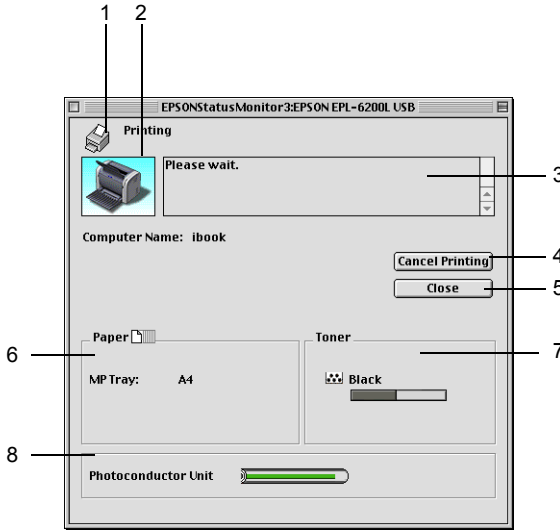 1 2
EPSONStatusMonitor3:EPSON EPL-6200L USB
Printing
Please wait.
3
Computer Name: ibook
Cancel Printing
4
Close
5
Paper
Toner
6
7
MP Tray: A4
Black
8
Photoconductor Unit